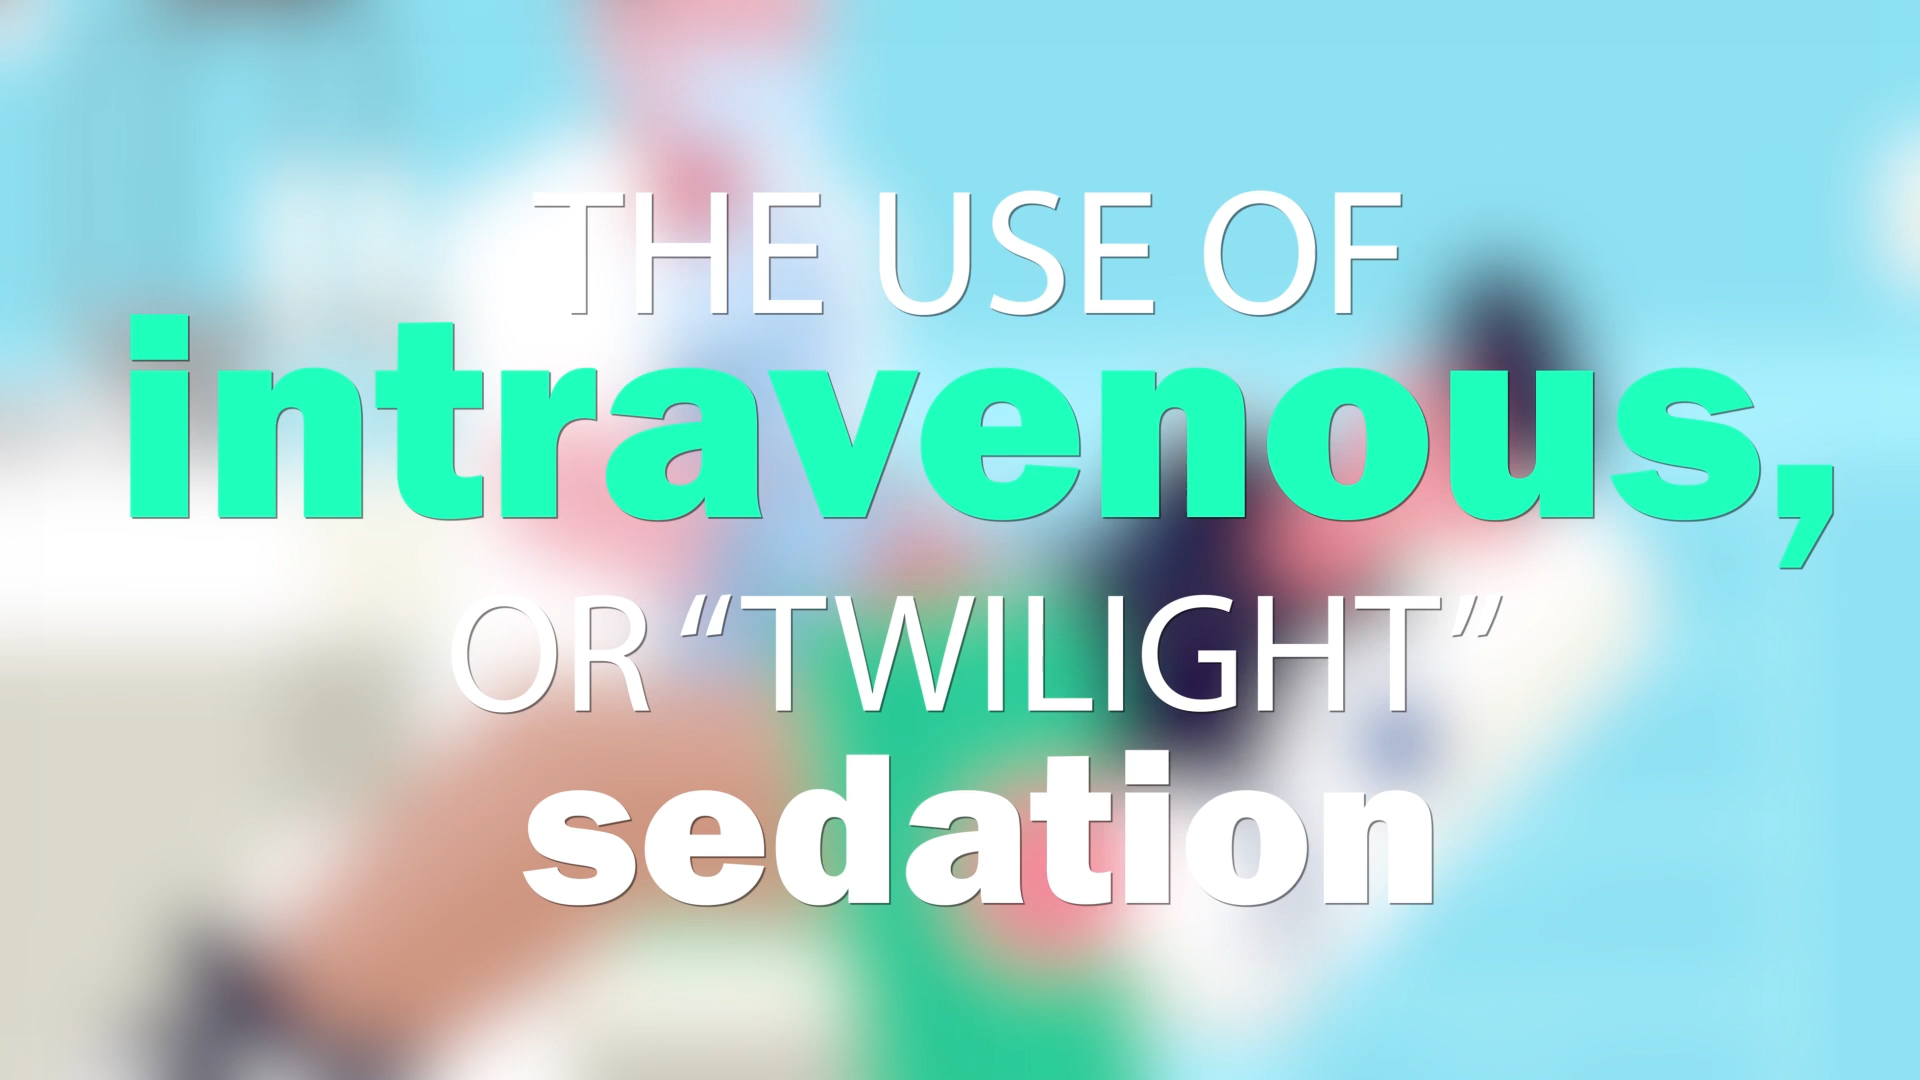 THE USE OF
intravenous,
OR “TWILIGHT”
sedation